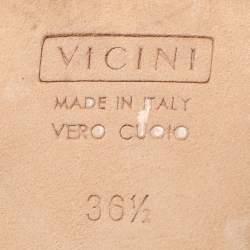 VICINI
MADE IN ITALY
VERO CUOIO
36½